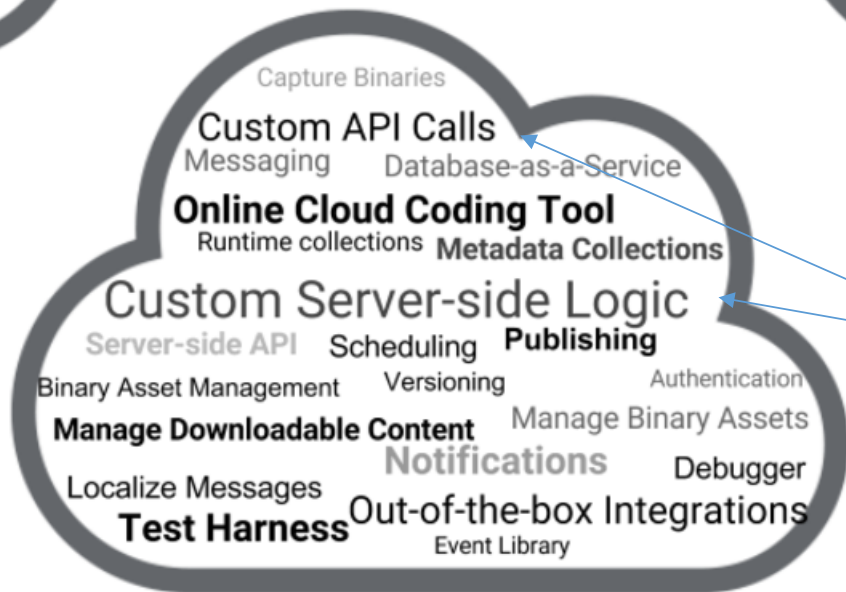 Capture Binaries
Custom API Calls
Messaging Database-as-a-Service
Online Cloud Coding Tool
Runtime collections Metadata Collections
Custom Server-side Logic
Server-side API Scheduling Publishing
Binary Asset Management Versioning Authentication
Manage Downloadable Content Manage Binary Assets
Notifications Debugger
Localize Messages Out-of-the-box Integrations
Test Harness
Event Library